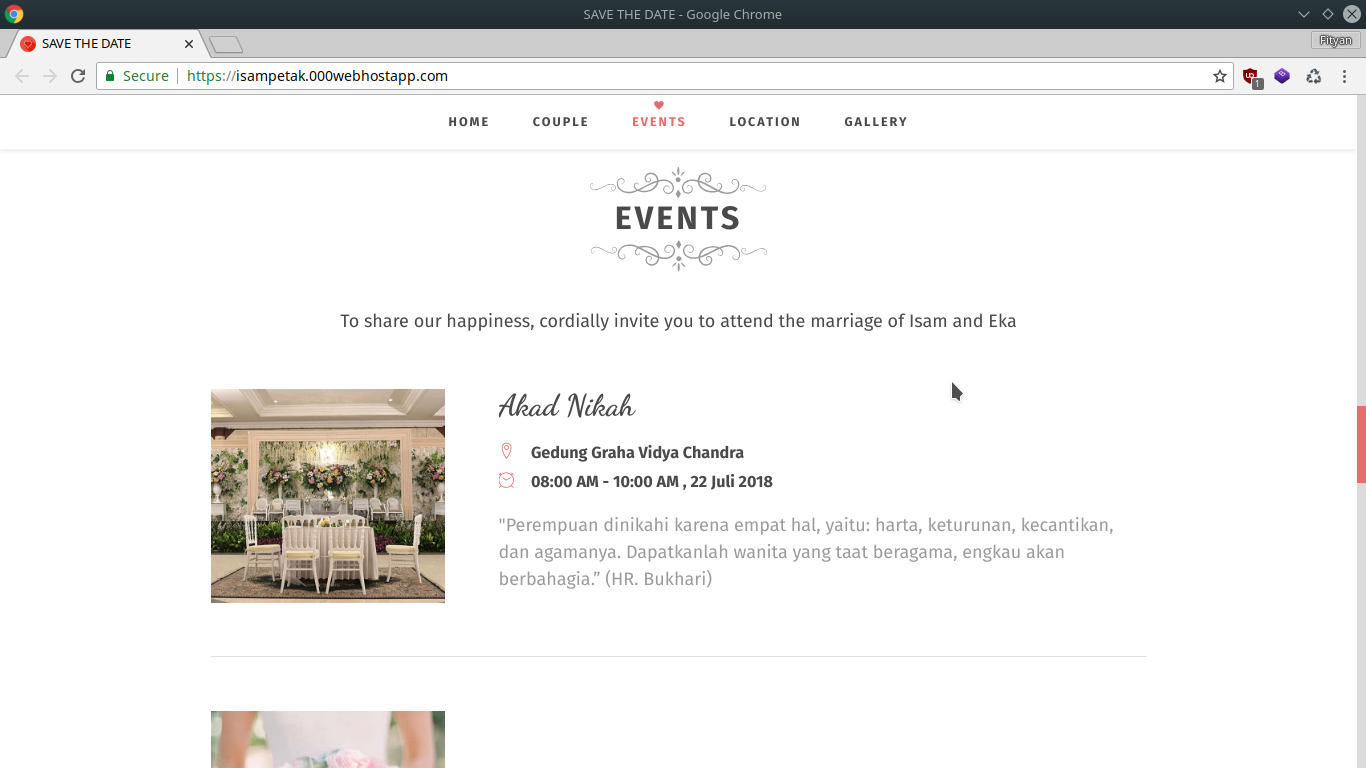 SAVE THE DATE - Google Chrome
SAVE THE DATE
Fityan
Secure
https://isampetak.000webhostapp.com
1
HOME
COUPLE
EVENTS
LOCATION
GALLERY
EVENTS
To share our happiness, cordially invite you to attend the marriage of Isam and Eka
Akad Nikah
Gedung Graha Vidya Chandra
08:00 AM - 10:00 AM , 22 Juli 2018
"Perempuan dinikahi karena empat hal, yaitu: harta, keturunan, kecantikan,
dan agamanya. Dapatkanlah wanita yang taat beragama, engkau akan
berbahagia.” (HR. Bukhari)